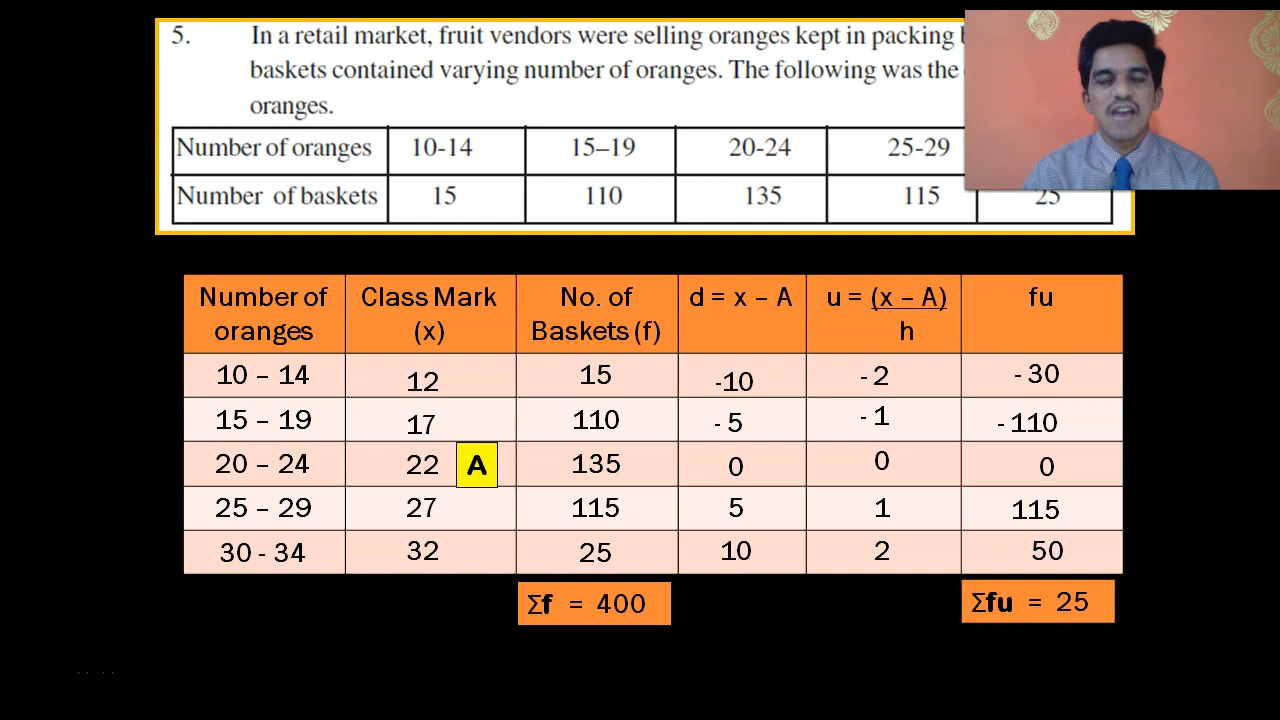 5. In a retail market, fruit vendors were selling oranges kept in packing
baskets contained varying number of oranges. The following was the
oranges.
Number of oranges 10-14 15–19 20-24 25-29
Number of baskets 15 110 135 115 25
Number of oranges Class Mark (x) No. of Baskets (f) d = x – A u = (x – A) h fu
10 – 14 12 15 -10 - 2 - 30
15 – 19 17 110 - 5 - 1 - 110
20 – 24 22 A 135 0 0 0
25 – 29 27 115 5 1 115
30 - 34 32 25 10 2 50
Σf = 400 Σfu = 25